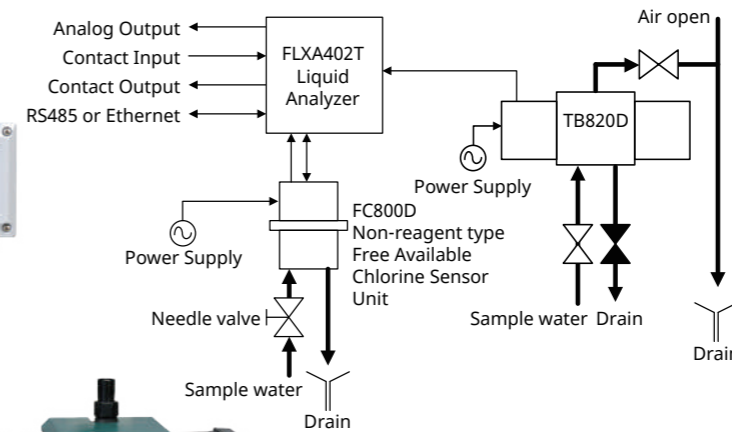 Analog Output
Contact Input
Contact Output
RS485 or Ethernet
FLXA402T
Liquid
Analyzer
Air open
TB820D
Power Supply
FC800D
Non-reagent type
Free Available
Chlorine Sensor
Unit
Power Supply
Needle valve
Sample water
Drain
Sample water
Drain
Drain